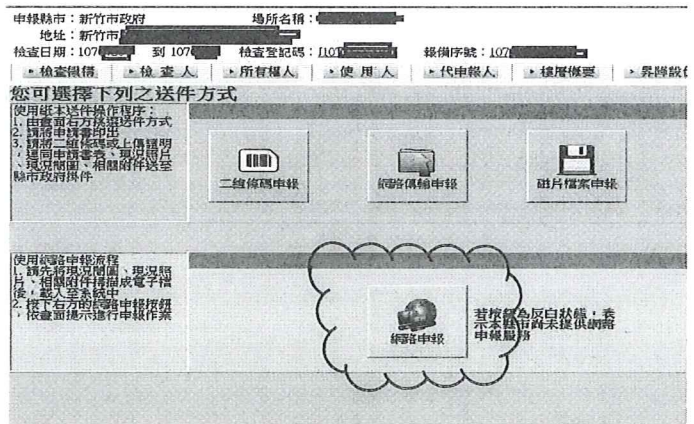 申報縣市：新竹市政府 場所名稱：
地址：新竹市
檢查日期：107 到 107 檢查登記碼： 報備序號：107
檢查機構 檢查人 所有權人 使用人 代申報人 樓層概要 昇降設
您可選擇下列之送件方式
使用紙本送件操作程序：
1. 由畫面右方挑選送件方式
2. 請將申請書印出
3. 請將二維條碼或上傳證明
，連同申請書表、現況照片
、現況簡圖、相關附件送至
縣市政府掛件
二維條碼申報 網路傳輸申報 磁片檔案申報
使用網路申報流程
1. 請先將現況簡圖、現況照
片、相關附件掃描成電子檔
後，載入至系統中
2. 按下右方的網路申報按鈕
，依畫面提示進行申報作業
網路申報
若按鈕為反白狀態，表
示本縣市尚未提供網路
申報服務